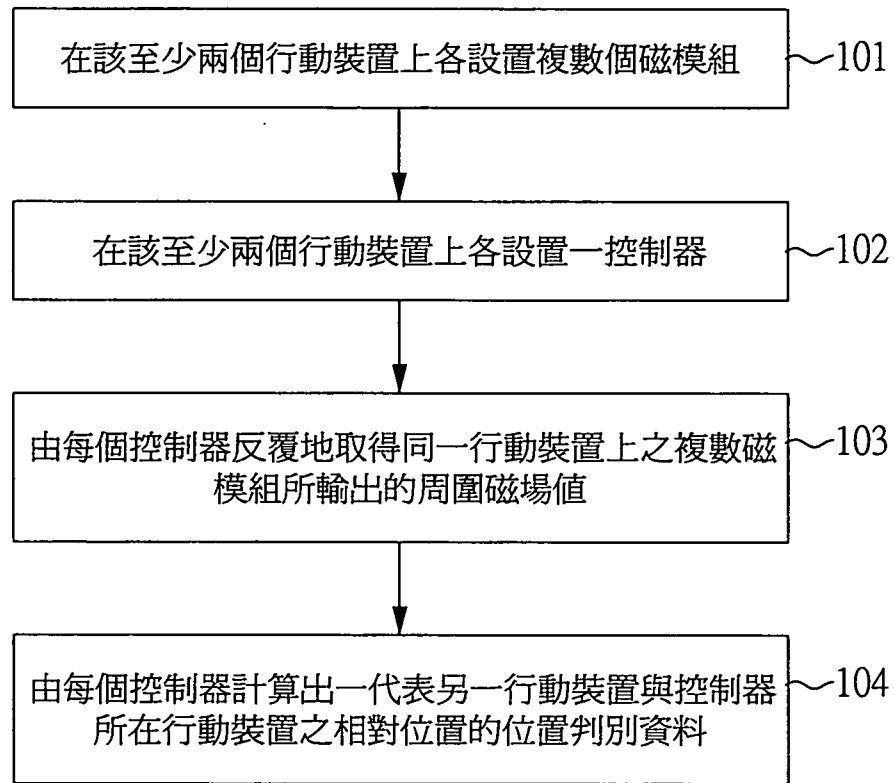 在該至少兩個行動裝置上各設置複數個磁模組
101
在該至少兩個行動裝置上各設置一控制器
102
由每個控制器反覆地取得同一行動裝置上之複數磁
模組所輸出的周圍磁場值
103
由每個控制器計算出一代表另一行動裝置與控制器
所在行動裝置之相對位置的位置判別資料
104